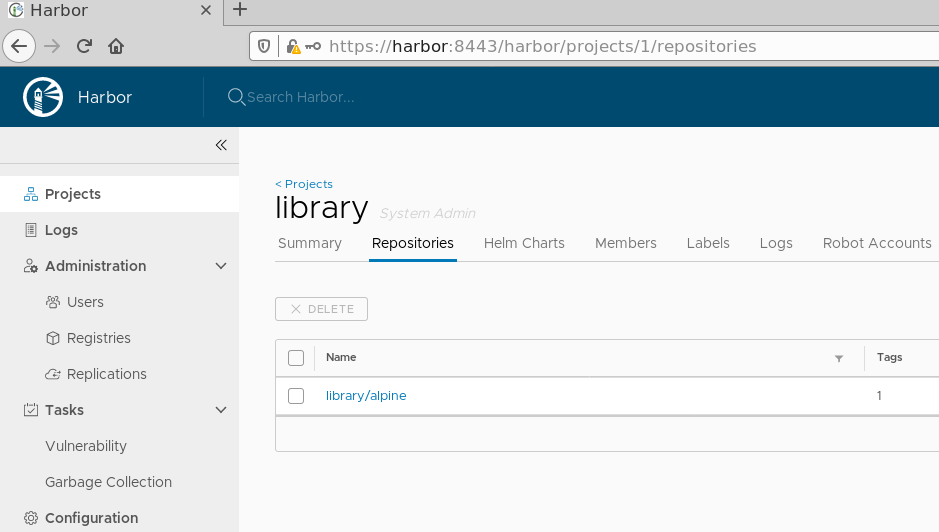 Harbor
https://harbor:8443/harbor/projects/1/repositories
Harbor
Search Harbor...
< Projects
library System Admin
Summary Repositories Helm Charts Members Labels Logs Robot Accounts
DELETE
Name Tags
library/alpine 1
Projects
Logs
Administration
Users
Registries
Replications
Tasks
Vulnerability
Garbage Collection
Configuration